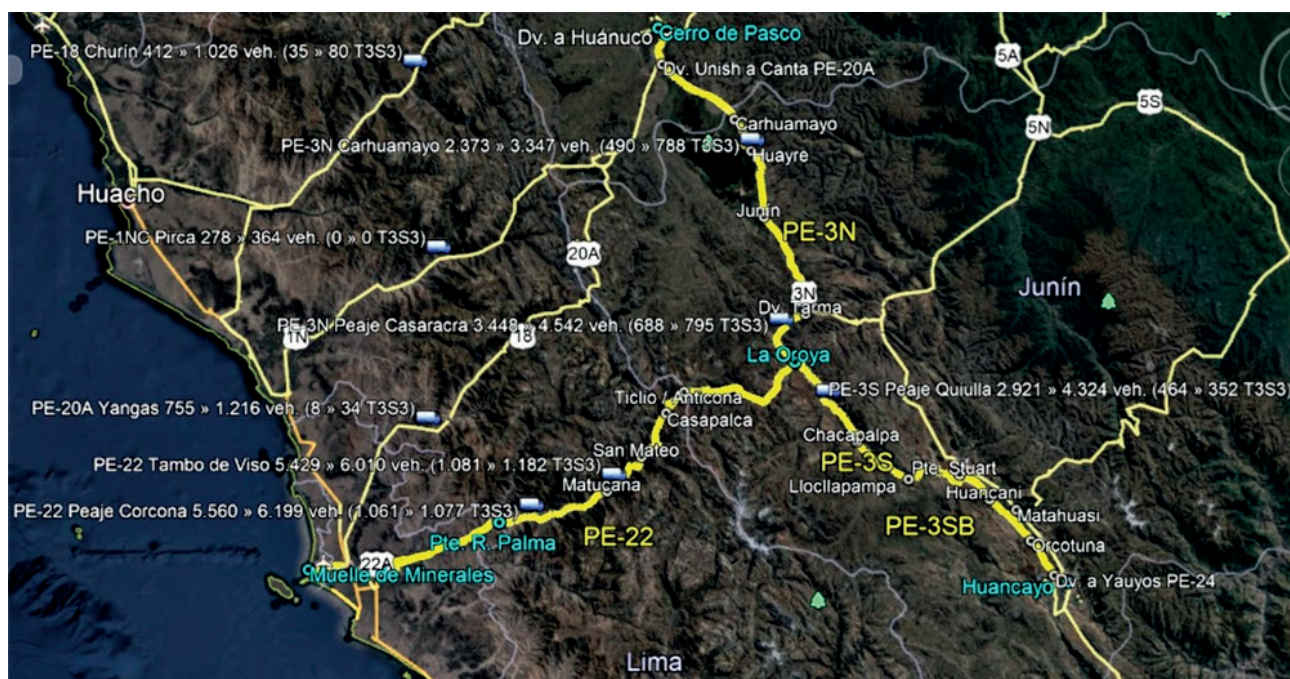 Dv. a Huánuco
Cerro de Pasco
PE-18 Churín 412 » 1.026 veh. (35 » 80 T3S3)
5A
Dv. Unish a Canta PE-20A
5S
Carhuamayo
5N
PE-3N Carhuamayo 2.373 » 3.347 veh. (490 » 788 T3S3)
Huayre
Huacho
Junín
PE-3N
PE-1NC Pirca 278 » 364 veh. (0 » 0 T3S3)
20A
Junín
3N
Dv. Tarma
PE-3N Peaje Casaracra 3.448 » 4.542 veh. (688 » 795 T3S3)
1N
18
La Oroya
PE-3S Peaje Quiulla 2.921 » 4.324 veh. (464 » 352 T3S3)
Ticlio / Anticona
PE-20A Yangas 755 » 1.216 veh. (8 » 34 T3S3)
Casapalca
Chacapalpa
San Mateo
PE-3S
PE-22 Tambo de Viso 5.429 » 6.010 veh. (1.081 » 1.182 T3S3)
Pte. Stuart
Llocllapampa
Matucana
Huancani
PE-22 Peaje Corcona 5.560 » 6.199 veh. (1.061 » 1.077 T3S3)
Matahuasi
PE-3SB
PE-22
Pte. R. Palma
Orcotuna
22A
Muelle de Minerales
Huancayo
Dv. a Yauyos PE-24
Lima